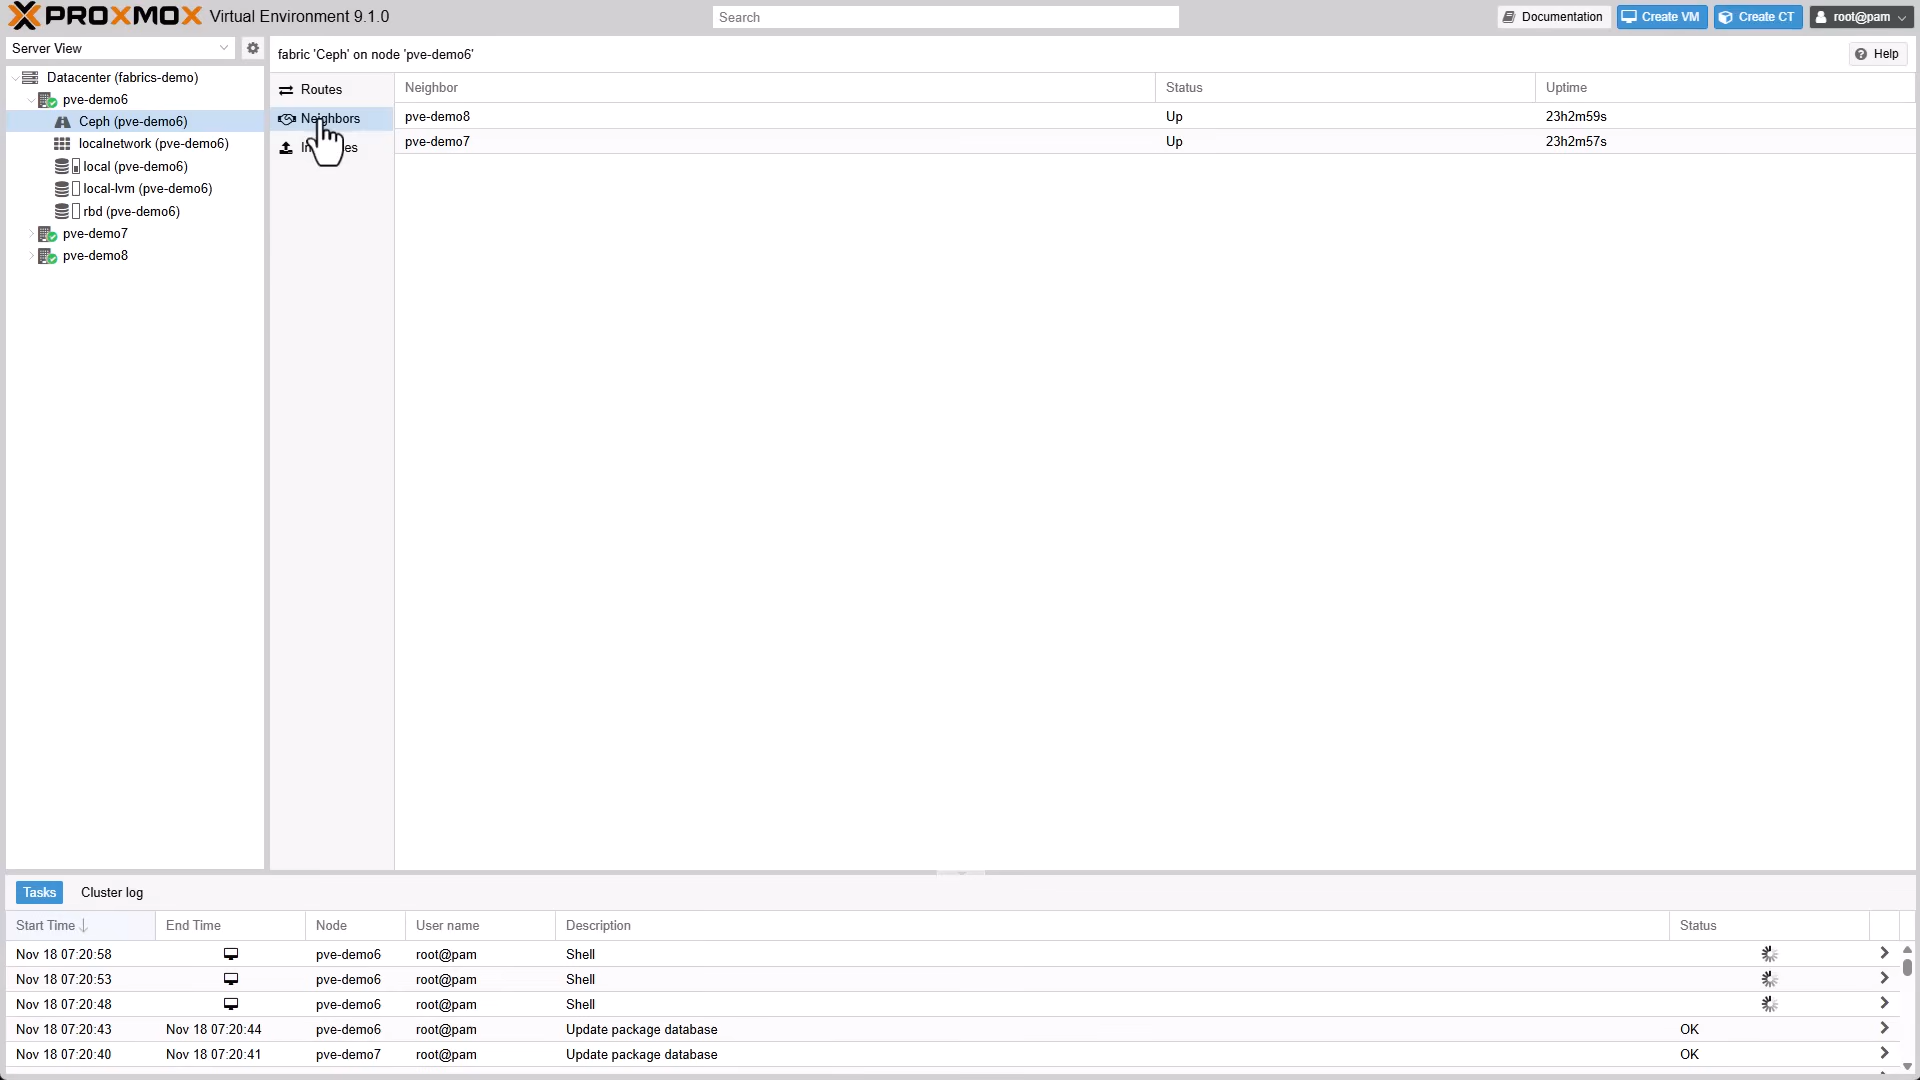 PROXMOX Virtual Environment 9.1.0
Search
Documentation
Create VM
Create CT
root@pam
Server View
Datacenter (fabrics-demo)
pve-demo6
Ceph (pve-demo6)
localnetwork (pve-demo6)
local (pve-demo6)
local-lvm (pve-demo6)
rbd (pve-demo6)
pve-demo7
pve-demo8
fabric 'Ceph' on node 'pve-demo6'
Help
Routes
Neighbors
Neighbor Status Uptime
pve-demo8 Up 23h2m59s
pve-demo7 Up 23h2m57s
Tasks
Cluster log
Start Time End Time Node User name Description Status
Nov 18 07:20:58 pve-demo6 root@pam Shell
Nov 18 07:20:53 pve-demo6 root@pam Shell
Nov 18 07:20:48 pve-demo6 root@pam Shell
Nov 18 07:20:43 Nov 18 07:20:44 pve-demo6 root@pam Update package database OK
Nov 18 07:20:40 Nov 18 07:20:41 pve-demo7 root@pam Update package database OK